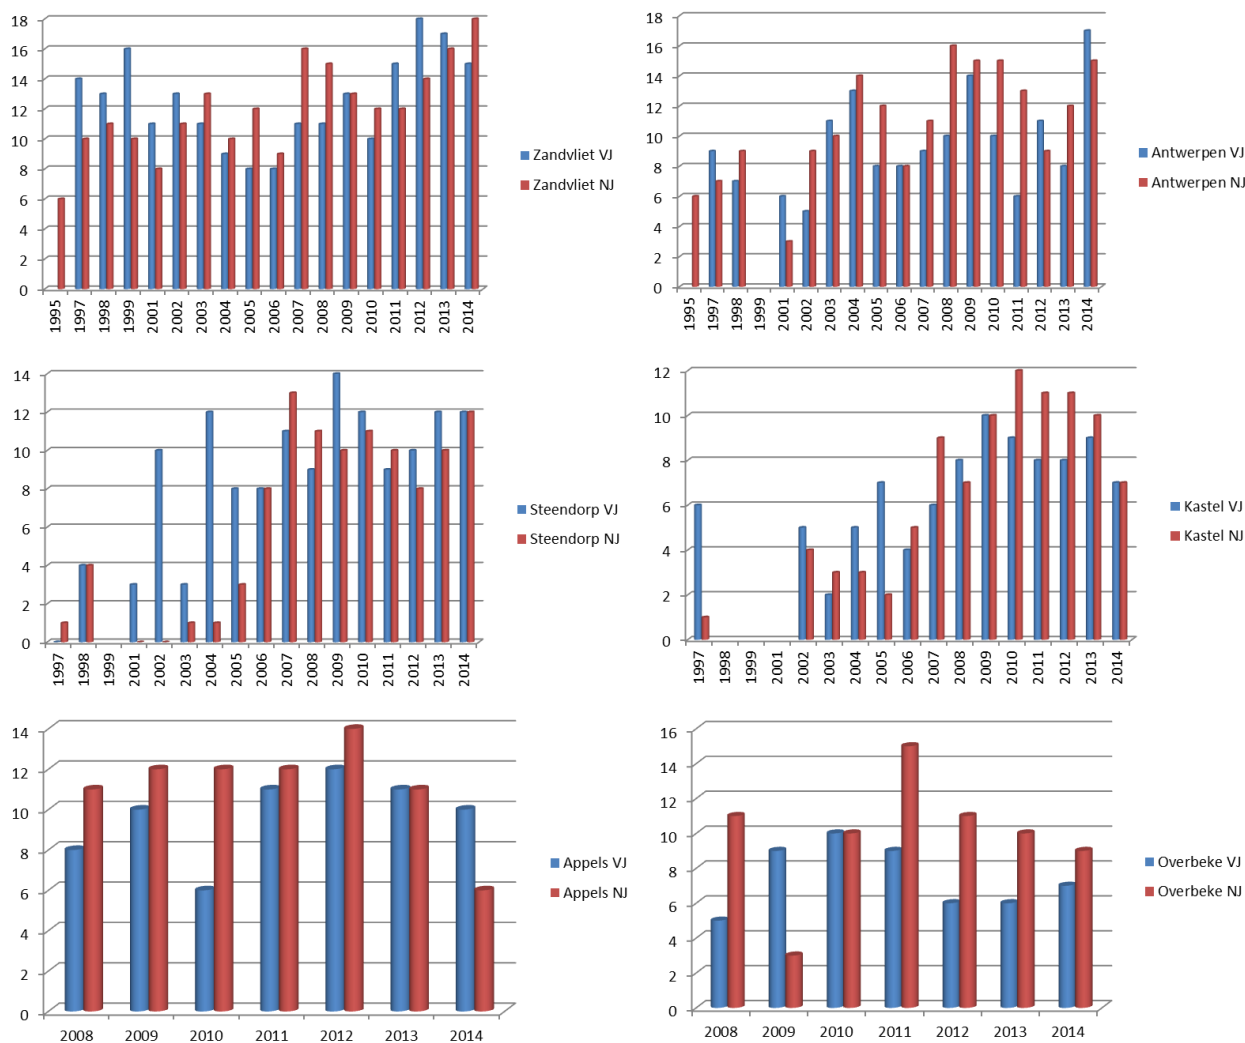 18
16
14
12
10
8
6
4
2
0
1995 1997 1998 1999 2001 2002 2003 2004 2005 2006 2007 2008 2009 2010 2011 2012 2013 2014
Zandvliet VJ
Zandvliet NJ
18
16
14
12
10
8
6
4
2
0
1995 1997 1998 1999 2001 2002 2003 2004 2005 2006 2007 2008 2009 2010 2011 2012 2013 2014
Antwerpen VJ
Antwerpen NJ
14
12
10
8
6
4
2
0
1997 1998 1999 2001 2002 2003 2004 2005 2006 2007 2008 2009 2010 2011 2012 2013 2014
Steendorp VJ
Steendorp NJ
12
10
8
6
4
2
0
1997 1998 1999 2001 2002 2003 2004 2005 2006 2007 2008 2009 2010 2011 2012 2013 2014
Kastel VJ
Kastel NJ
14
12
10
8
6
4
2
0
2008 2009 2010 2011 2012 2013 2014
Appels VJ
Appels NJ
16
14
12
10
8
6
4
2
0
2008 2009 2010 2011 2012 2013 2014
Overbeke VJ
Overbeke NJ